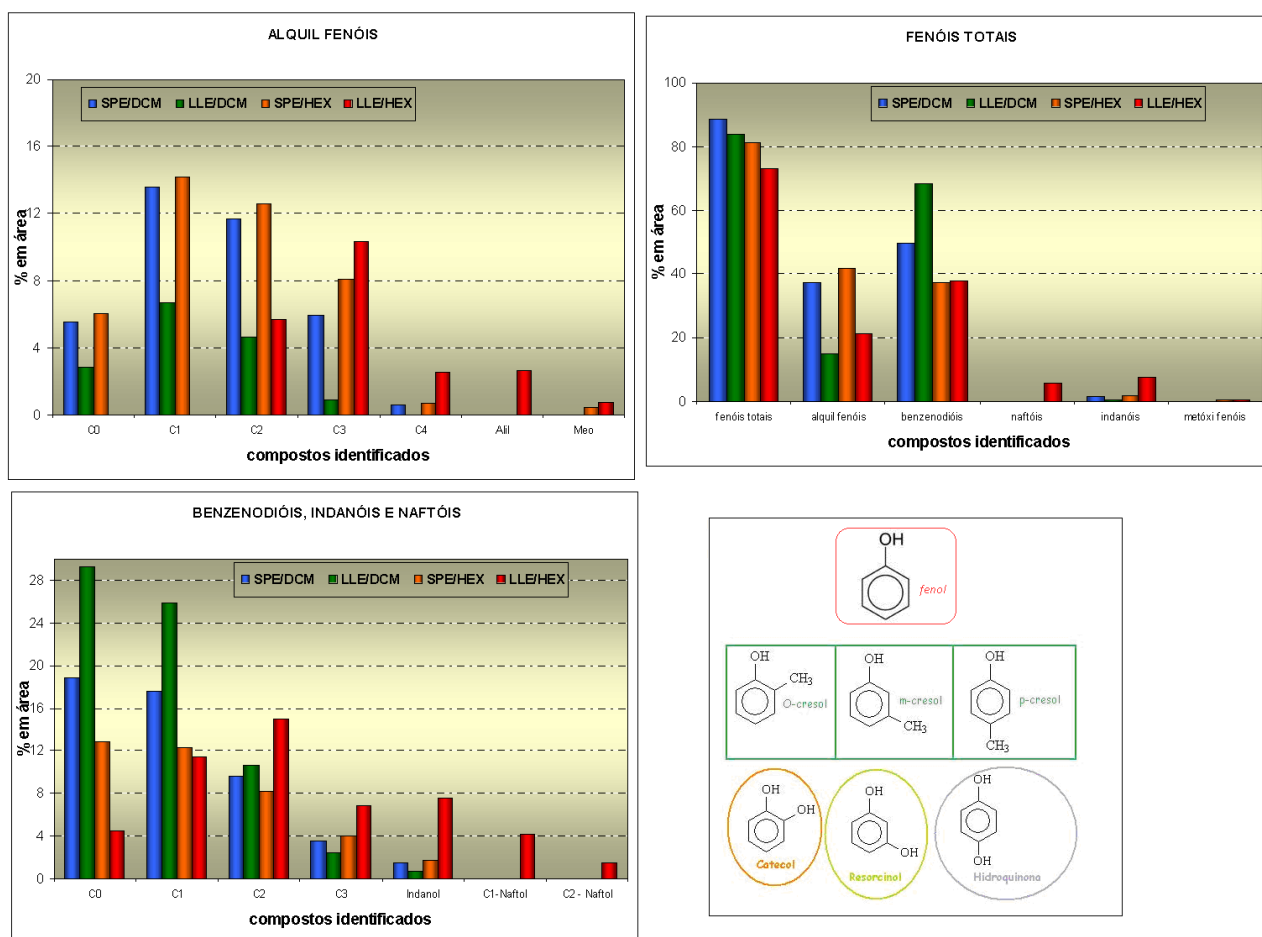 ALQUIL FENÓIS
20
16
12
8
4
0
% em área
SPE/DCM LLE/DCM SPE/HEX LLE/HEX
C0 C1 C2 C3 C4 Alil Meo
compostos identificados
FENÓIS TOTAIS
100
80
60
40
20
0
% em área
SPE/DCM LLE/DCM SPE/HEX LLE/HEX
fenóis totais alquil fenóis benzenodióis naftóis indanóis metóxi fenóis
compostos identificados
BENZENODIÓIS, INDANÓIS E NAFTÓIS
28
24
20
16
12
8
4
0
% em área
SPE/DCM LLE/DCM SPE/HEX LLE/HEX
C0 C1 C2 C3 Indanol C1-Naftol C2 - Naftol
compostos identificados
OH
fenol
OH
CH3
O-cresol
OH
m-cresol
CH3
OH
p-cresol
CH3
OH
OH
Catecol
OH
OH
Resorcinol
OH
OH
Hidroquinona